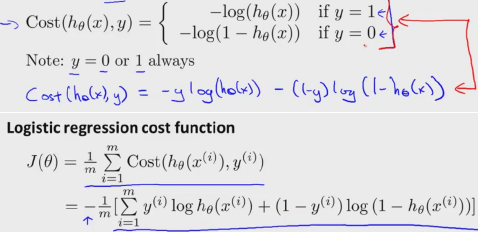 → Cost(hθ(x), y) = { −log(hθ(x)) if y = 1 ←
−log(1 − hθ(x)) if y = 0 ←
Note: y = 0 or 1 always
Cost(hθ(x), y) = −y log(hθ(x)) − (1−y) log (1−hθ(x)) ←
Logistic regression cost function
J(θ) = 1/m ∑_{i=1}^{m} Cost(hθ(x⁽ⁱ⁾), y⁽ⁱ⁾)
= −1/m [∑_{i=1}^{m} y⁽ⁱ⁾ log hθ(x⁽ⁱ⁾) + (1 − y⁽ⁱ⁾) log (1 − hθ(x⁽ⁱ⁾))]